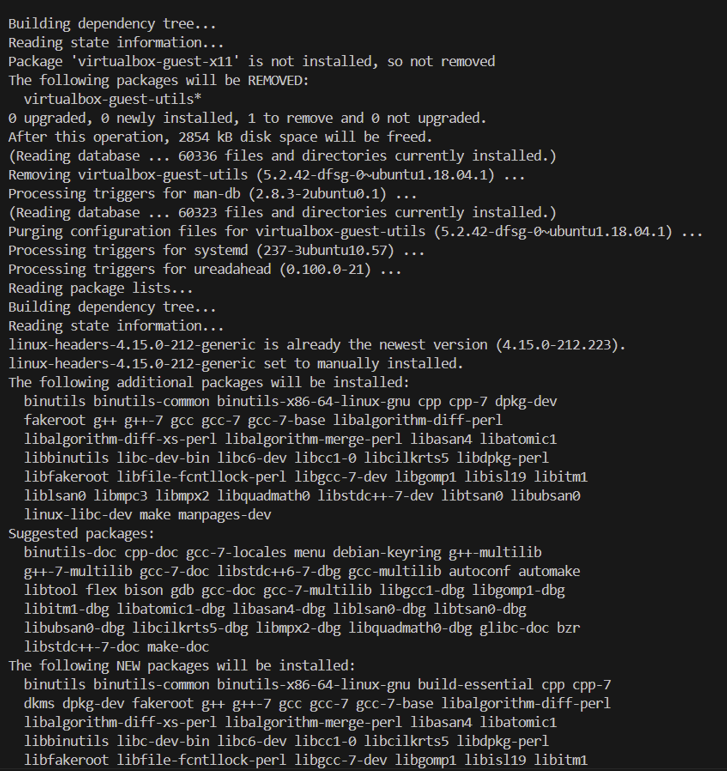 Building dependency tree...
Reading state information...
Package 'virtualbox-guest-x11' is not installed, so not removed
The following packages will be REMOVED:
  virtualbox-guest-utils*
0 upgraded, 0 newly installed, 1 to remove and 0 not upgraded.
After this operation, 2854 kB disk space will be freed.
(Reading database ... 60336 files and directories currently installed.)
Removing virtualbox-guest-utils (5.2.42-dfsg-0~ubuntu1.18.04.1) ...
Processing triggers for man-db (2.8.3-2ubuntu0.1) ...
(Reading database ... 60323 files and directories currently installed.)
Purging configuration files for virtualbox-guest-utils (5.2.42-dfsg-0~ubuntu1.18.04.1) ...
Processing triggers for systemd (237-3ubuntu10.57) ...
Processing triggers for ureadahead (0.100.0-21) ...
Reading package lists...
Building dependency tree...
Reading state information...
linux-headers-4.15.0-212-generic is already the newest version (4.15.0-212.223).
linux-headers-4.15.0-212-generic set to manually installed.
The following additional packages will be installed:
  binutils binutils-common binutils-x86-64-linux-gnu cpp cpp-7 dpkg-dev
  fakeroot g++ g++-7 gcc gcc-7 gcc-7-base libalgorithm-diff-perl
  libalgorithm-diff-xs-perl libalgorithm-merge-perl libasan4 libatomic1
  libbinutils libc-dev-bin libc6-dev libcc1-0 libcilkrts5 libdpkg-perl
  libfakeroot libfile-fcntllock-perl libgcc-7-dev libgomp1 libisl19 libitm1
  liblsan0 libmpc3 libmpx2 libquadmath0 libstdc++-7-dev libtsan0 libubsan0
  linux-libc-dev make manpages-dev
Suggested packages:
  binutils-doc cpp-doc gcc-7-locales menu debian-keyring g++-multilib
  g++-7-multilib gcc-7-doc libstdc++6-7-dbg gcc-multilib autoconf automake
  libtool flex bison gdb gcc-doc gcc-7-multilib libgcc1-dbg libgomp1-dbg
  libitm1-dbg libatomic1-dbg libasan4-dbg liblsan0-dbg libtsan0-dbg
  libubsan0-dbg libcilkrts5-dbg libmpx2-dbg libquadmath0-dbg glibc-doc bzr
  libstdc++-7-doc make-doc
The following NEW packages will be installed:
  binutils binutils-common binutils-x86-64-linux-gnu build-essential cpp cpp-7
  dkms dpkg-dev fakeroot g++ g++-7 gcc gcc-7 gcc-7-base libalgorithm-diff-perl
  libalgorithm-diff-xs-perl libalgorithm-merge-perl libasan4 libatomic1
  libbinutils libc-dev-bin libc6-dev libcc1-0 libcilkrts5 libdpkg-perl
  libfakeroot libfile-fcntllock-perl libgcc-7-dev libgomp1 libisl19 libitm1